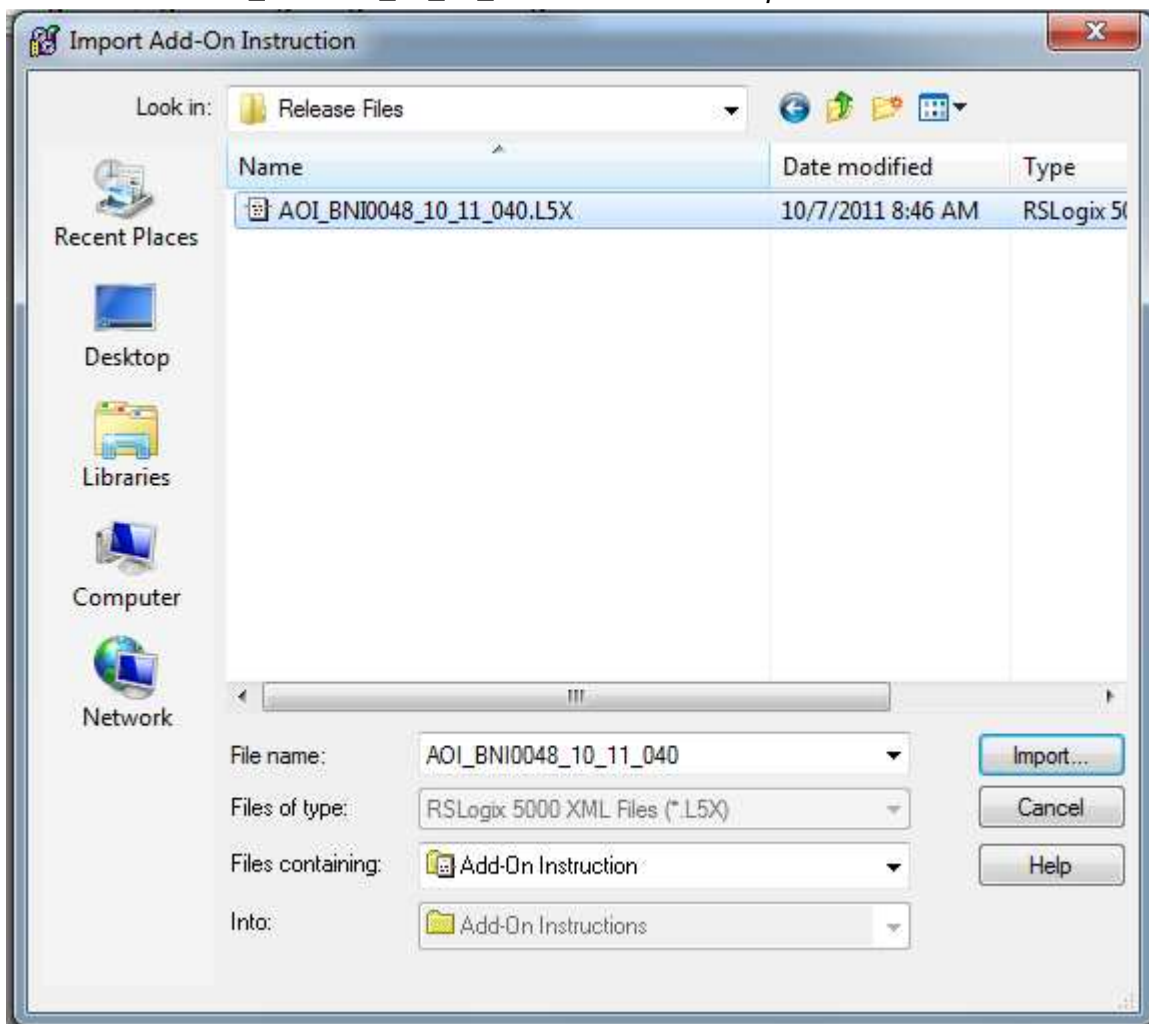 Import Add-On Instruction
Look in: Release Files
Name Date modified Type
AOI_BNI0048_10_11_040.L5X 10/7/2011 8:46 AM RSLogix 50
Recent Places
Desktop
Libraries
Computer
Network
File name: AOI_BNI0048_10_11_040 Import...
Files of type: RSLogix 5000 XML Files (*.L5X) Cancel
Files containing: Add-On Instruction Help
Into: Add-On Instructions